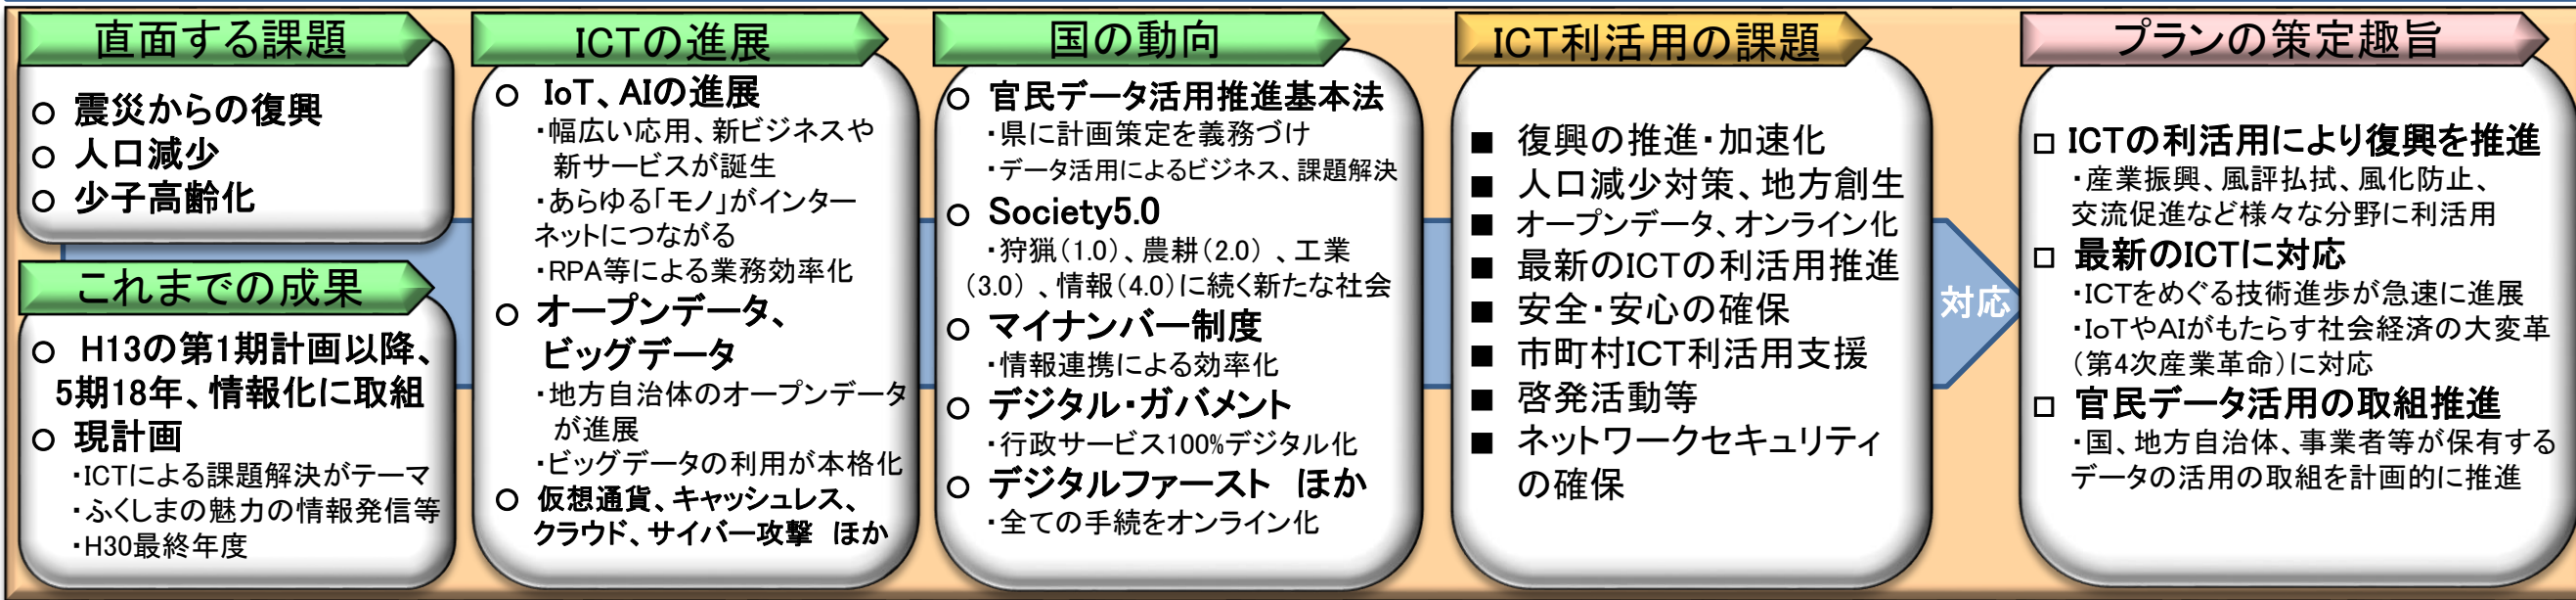 直面する課題
○ 震災からの復興
○ 人口減少
○ 少子高齢化
これまでの成果
○ H13の第1期計画以降、
5期18年、情報化に取組
○ 現計画
・ICTによる課題解決がテーマ
・ふくしまの魅力の情報発信等
・H30最終年度
ICTの進展
○ IoT、AIの進展
・幅広い応用、新ビジネスや
新サービスが誕生
・あらゆる「モノ」がインター
ネットにつながる
・RPA等による業務効率化
○ オープンデータ、
ビッグデータ
・地方自治体のオープンデータ
が進展
・ビッグデータの利用が本格化
○ 仮想通貨、キャッシュレス、
クラウド、サイバー攻撃 ほか
国の動向
○ 官民データ活用推進基本法
・県に計画策定を義務づけ
・データ活用によるビジネス、課題解決
○ Society5.0
・狩猟(1.0)、農耕(2.0) 、工業
(3.0) 、情報(4.0)に続く新たな社会
○ マイナンバー制度
・情報連携による効率化
○ デジタル・ガバメント
・行政サービス100%デジタル化
○ デジタルファースト ほか
・全ての手続をオンライン化
ICT利活用の課題
■ 復興の推進・加速化
■ 人口減少対策、地方創生
■ オープンデータ、オンライン化
■ 最新のICTの利活用推進
■ 安全・安心の確保
■ 市町村ICT利活用支援
■ 啓発活動等
■ ネットワークセキュリティ
の確保
対応
プランの策定趣旨
□ ICTの利活用により復興を推進
・産業振興、風評払拭、風化防止、
交流促進など様々な分野に利活用
□ 最新のICTに対応
・ICTをめぐる技術進歩が急速に進展
・IoTやAIがもたらす社会経済の大変革
(第4次産業革命)に対応
□ 官民データ活用の取組推進
・国、地方自治体、事業者等が保有する
データの活用の取組を計画的に推進